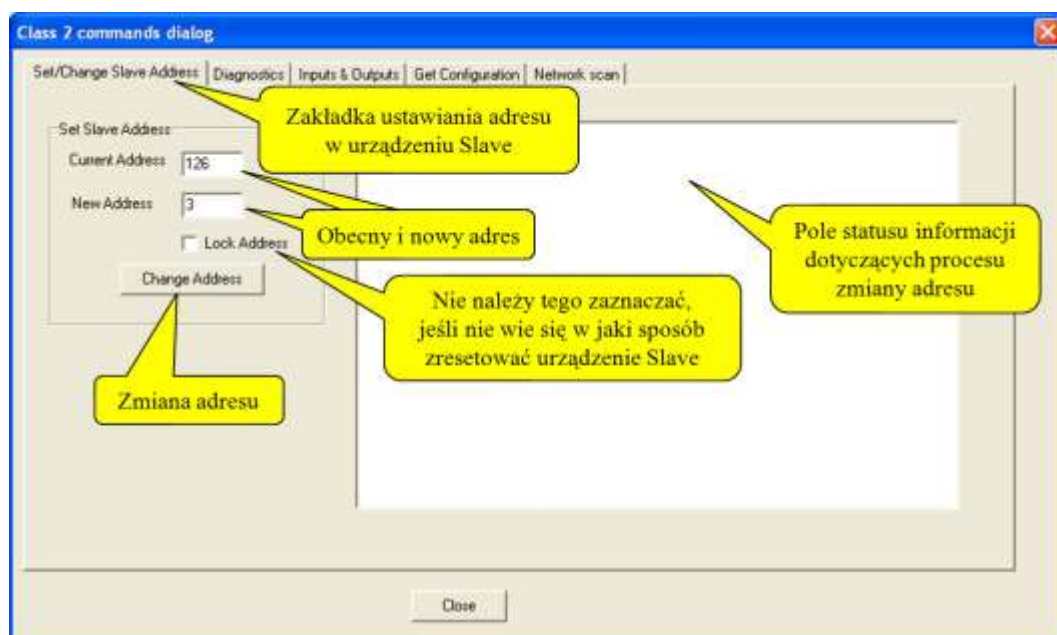 Class 2 commands dialog
Set/Change Slave Address Diagnostics Inputs & Outputs Get Configuration Network scan
Zakładka ustawiania adresu
w urządzeniu Slave
Set Slave Address
Current Address 126
New Address 3
Obecny i nowy adres
Lock Address
Change Address
Pole statusu informacji
dotyczących procesu
zmiany adresu
Nie należy tego zaznaczać,
jeśli nie wie się w jaki sposób
zresetować urządzenie Slave
Zmiana adresu
Close